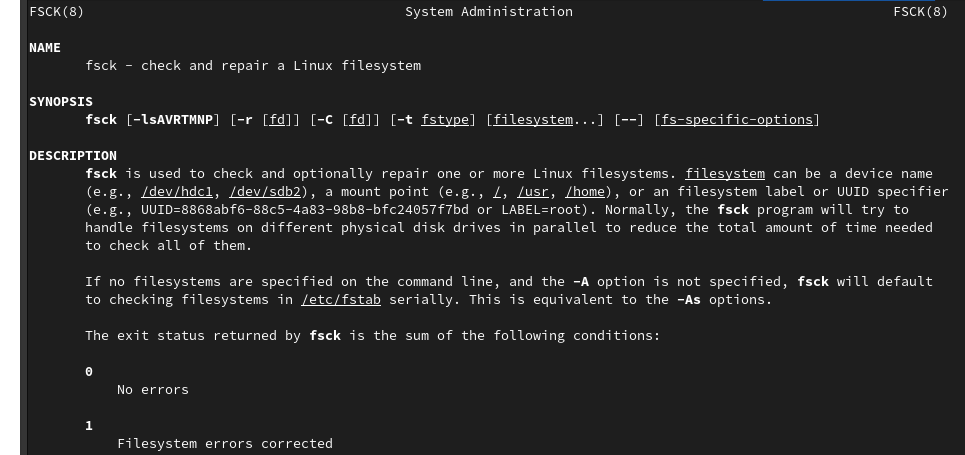 FSCK(8) System Administration FSCK(8)
NAME
fsck - check and repair a Linux filesystem
SYNOPSIS
fsck [-lsAVRTMNP] [-r [fd]] [-C [fd]] [-t fstype] [filesystem...] [--] [fs-specific-options]
DESCRIPTION
fsck is used to check and optionally repair one or more Linux filesystems. filesystem can be a device name
(e.g., /dev/hdc1, /dev/sdb2), a mount point (e.g., /, /usr, /home), or an filesystem label or UUID specifier
(e.g., UUID=8868abf6-88c5-4a83-98b8-bfc24057f7bd or LABEL=root). Normally, the fsck program will try to
handle filesystems on different physical disk drives in parallel to reduce the total amount of time needed
to check all of them.
If no filesystems are specified on the command line, and the -A option is not specified, fsck will default
to checking filesystems in /etc/fstab serially. This is equivalent to the -As options.
The exit status returned by fsck is the sum of the following conditions:
0
No errors
1
Filesystem errors corrected